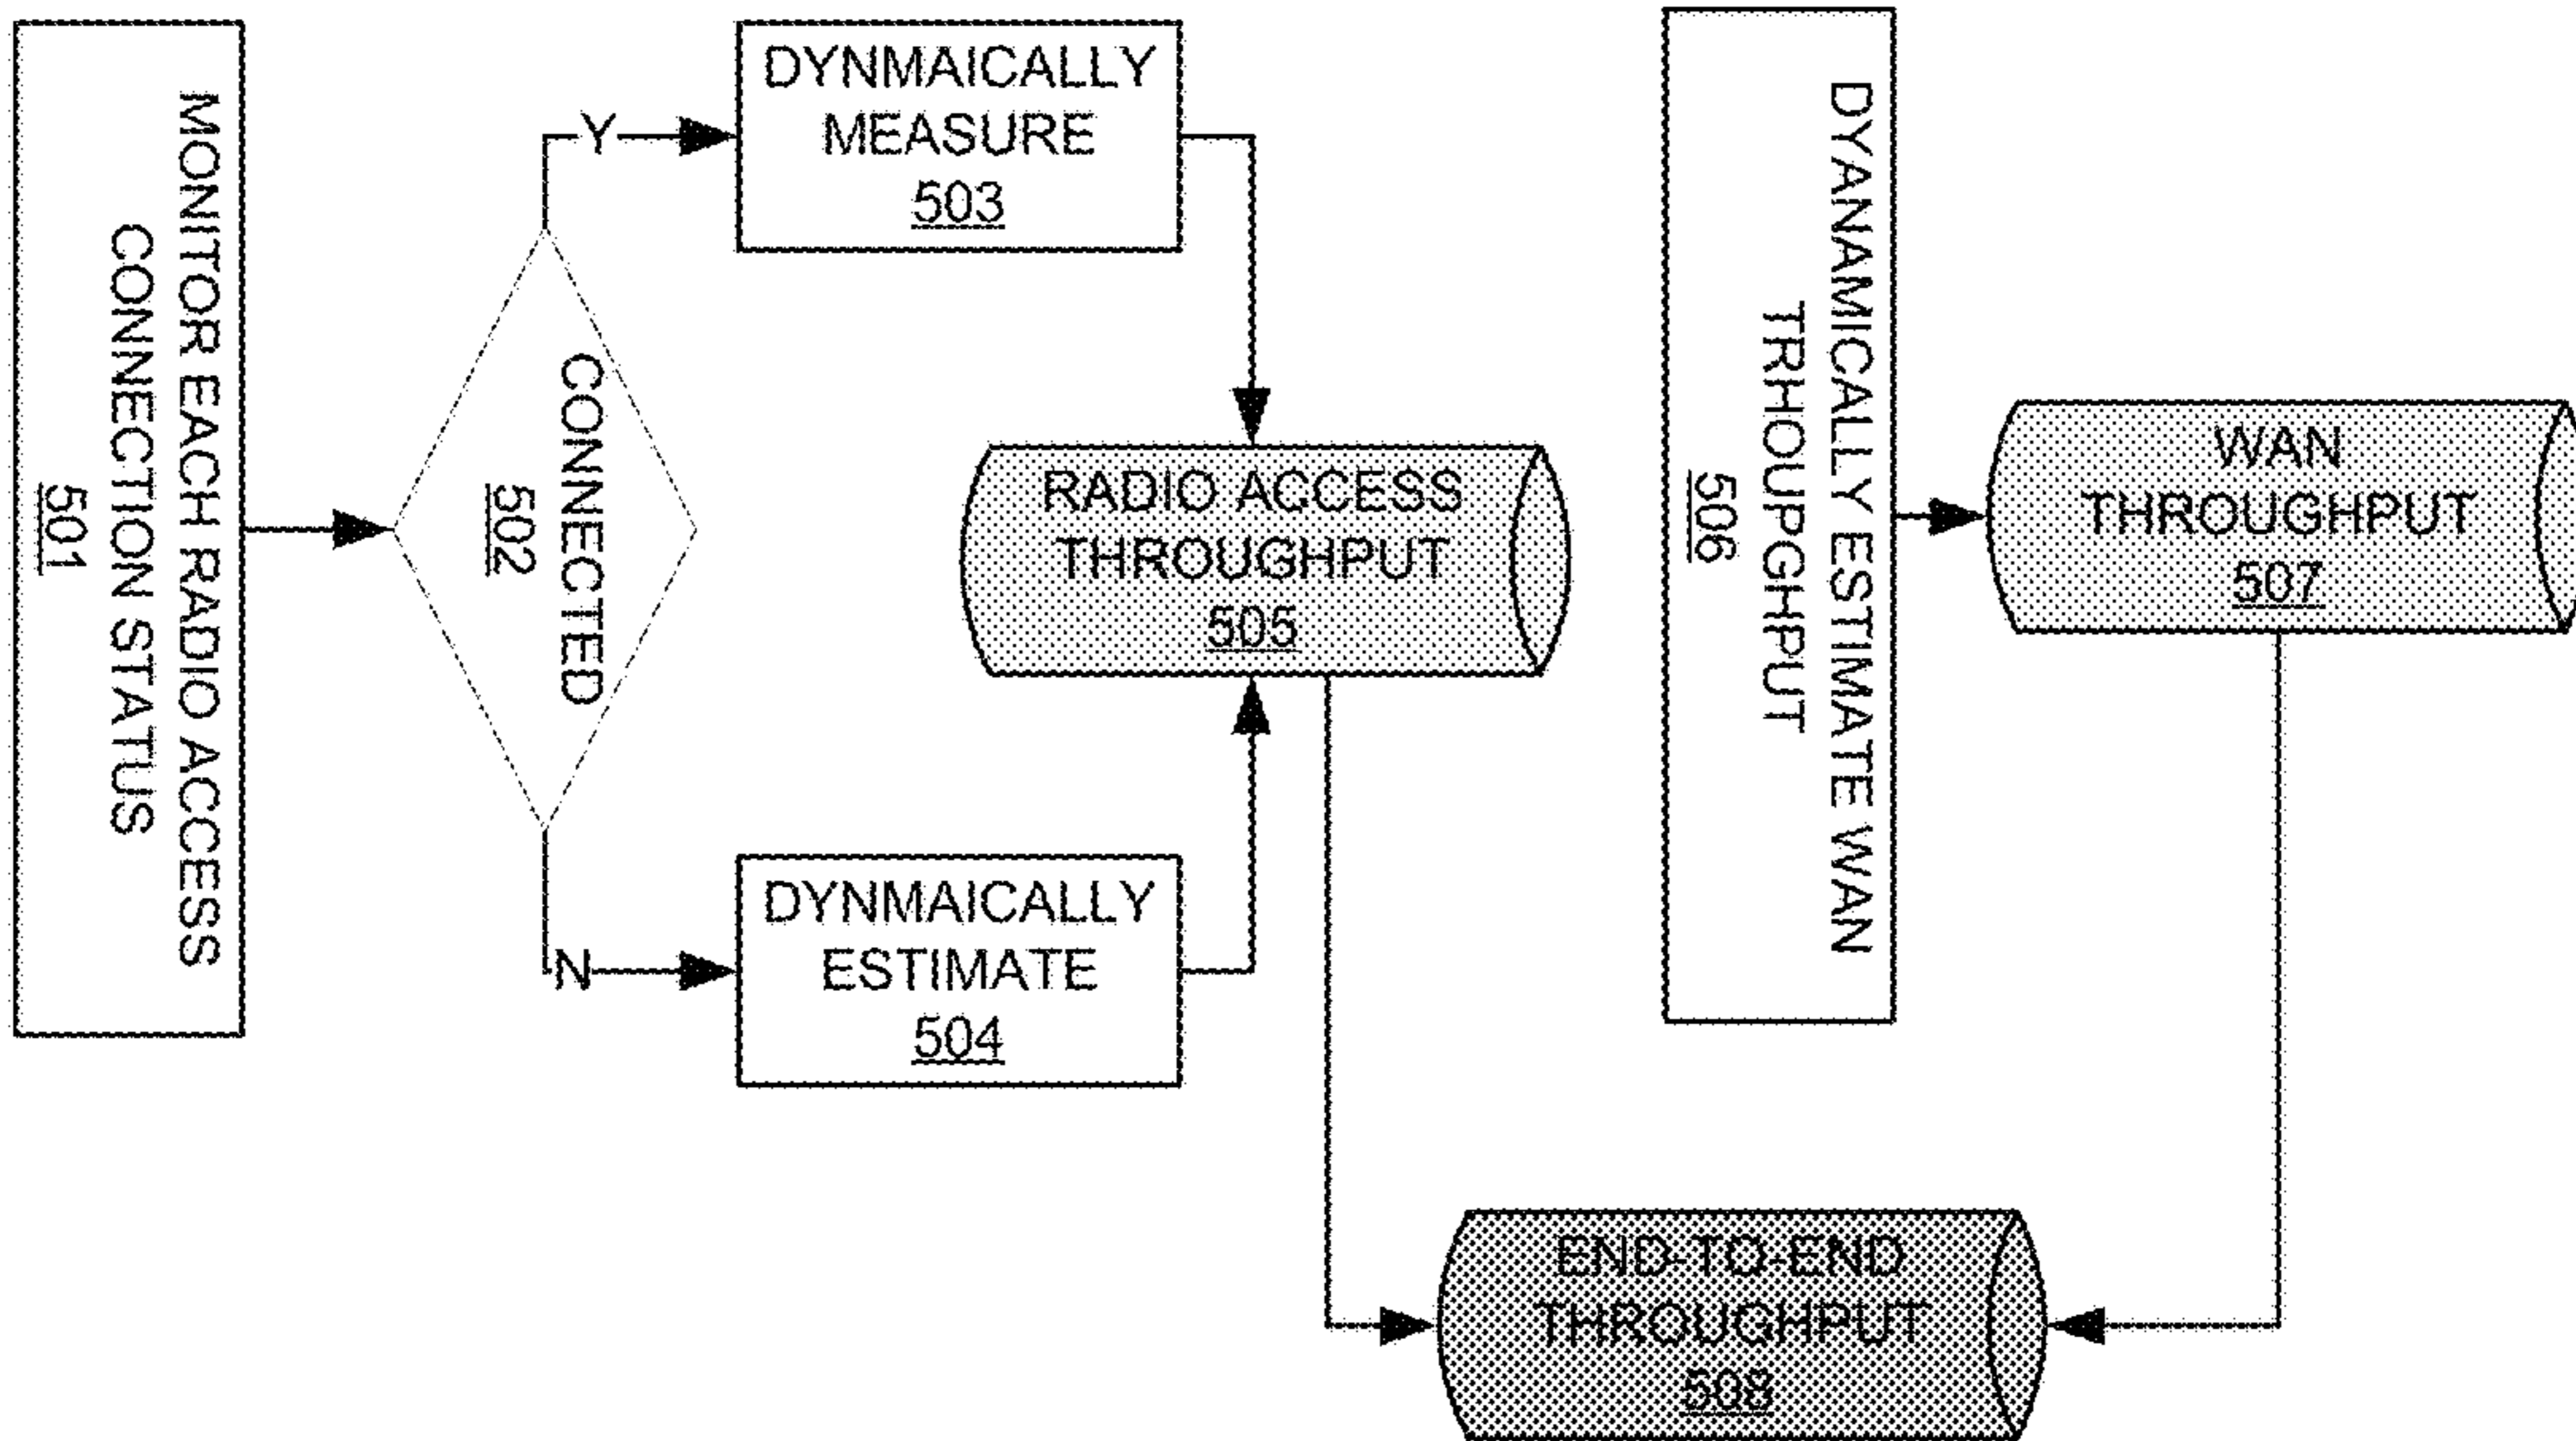 MONITOR EACH RADIO ACCESS
CONNECTION STATUS
501
CONNECTED
502
Y
N
DYNMAICALLY
MEASURE
503
DYNMAICALLY
ESTIMATE
504
RADIO ACCESS
THROUGHPUT
505
DYANAMICALLY ESTIMATE WAN
TRHOUPGHPUT
506
WAN
THROUGHPUT
507
END-TO-END
THROUGHPUT
508